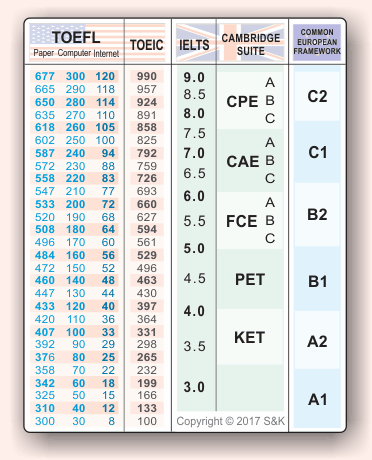 TOEFL
Paper Computer Internet
TOEIC
IELTS
CAMBRIDGE
SUITE
COMMON
EUROPEAN
FRAMEWORK
677 300 120 990
665 290 118 957
650 280 114 924
635 270 110 891
618 260 105 858
602 250 100 825
587 240 94 792
572 230 88 759
558 220 83 726
547 210 77 693
533 200 72 660
520 190 68 627
508 180 64 594
496 170 60 561
484 160 56 529
472 150 52 496
460 140 48 463
447 130 44 430
433 120 40 397
420 110 36 364
407 100 33 331
392 90 29 298
376 80 25 265
358 70 22 232
342 60 18 199
325 50 15 166
310 40 12 133
300 30 8 100
9.0
8.5
8.0
7.5
7.0
6.5
6.0
5.5
5.0
4.5
4.0
3.5
3.0
CPE
A
B
C
CAE
A
B
C
FCE
A
B
C
PET
KET
C2
C1
B2
B1
A2
A1
Copyright © 2017 S&K